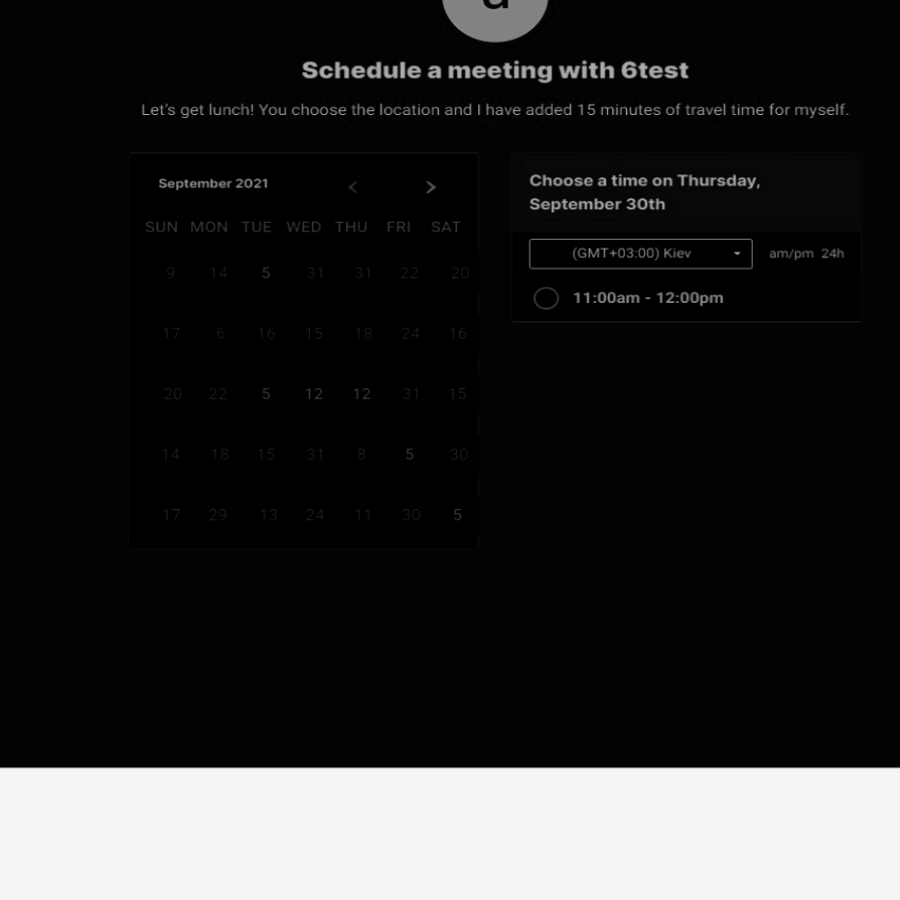 Schedule a meeting with 6test
Let's get lunch! You choose the location and I have added 15 minutes of travel time for myself.
September 2021
SUN MON TUE WED THU FRI SAT
9 14 5 31 31 22 20
17 6 16 15 18 24 16
20 22 5 12 12 31 15
14 18 15 31 8 5 30
17 29 13 24 11 30 5
Choose a time on Thursday,
September 30th
(GMT+03:00) Kiev
am/pm 24h
11:00am - 12:00pm